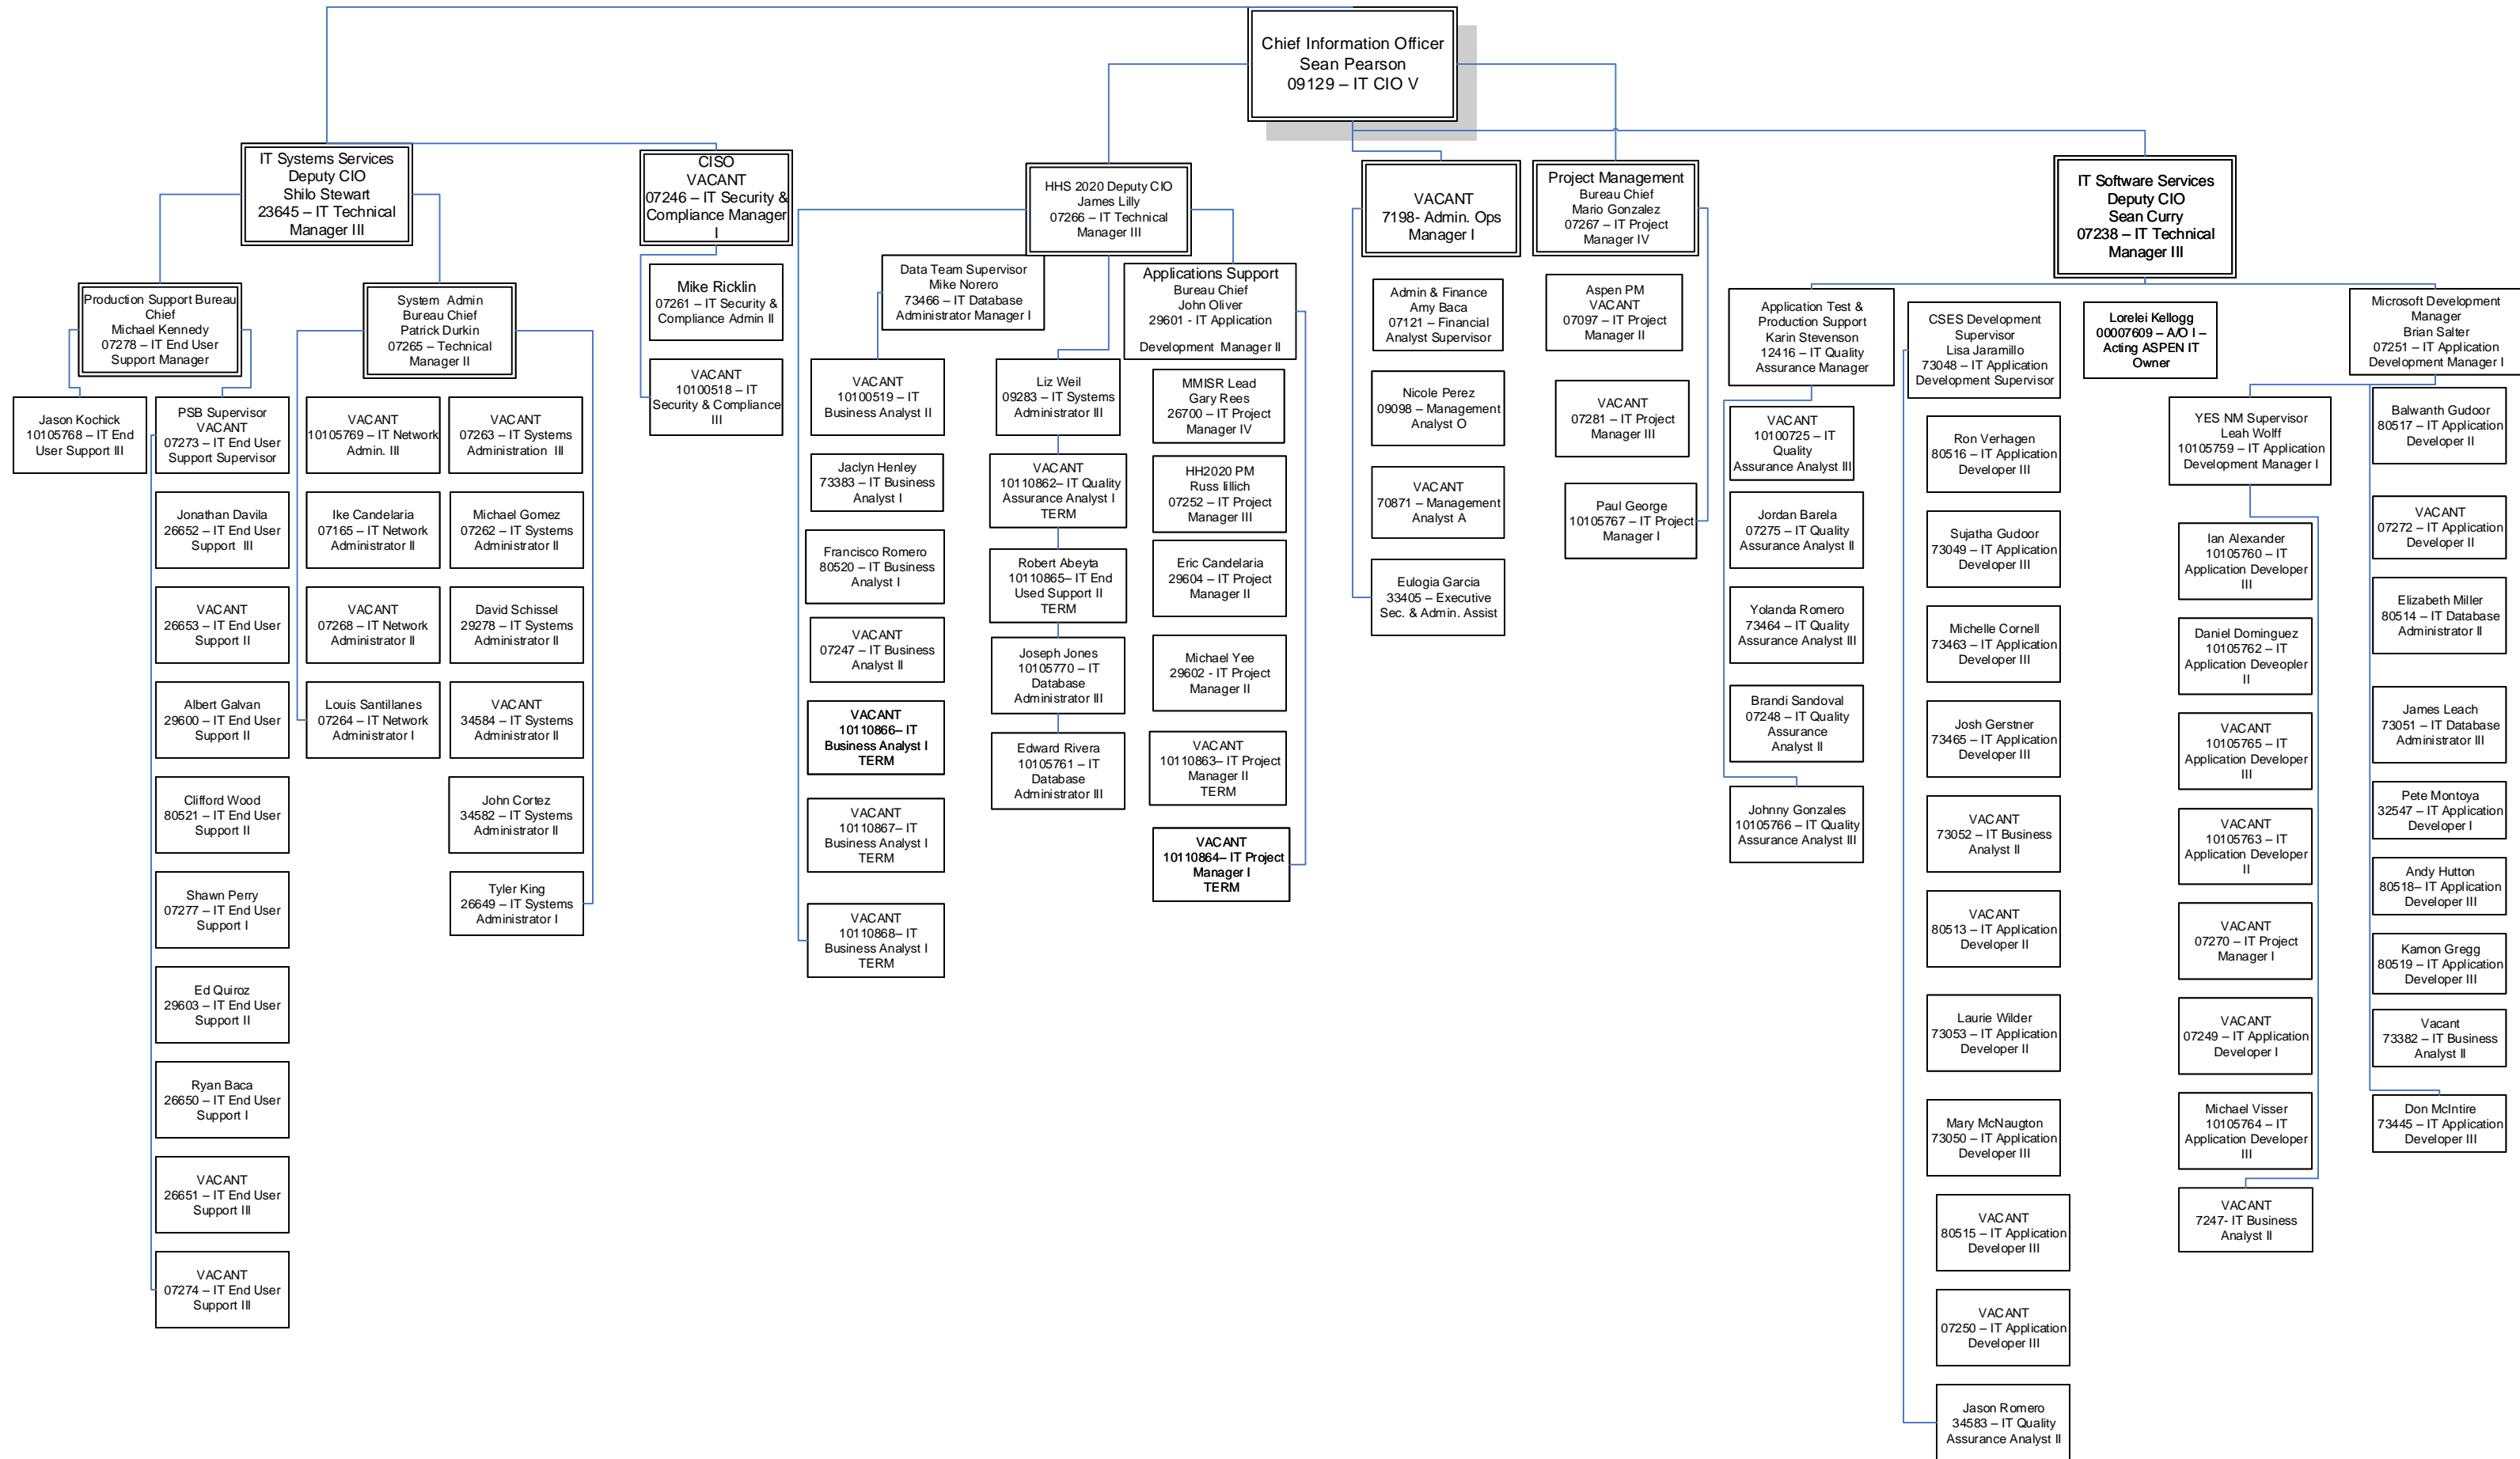 Chief Information Officer
Sean Pearson
09129 – IT CIO V
IT Systems Services
Deputy CIO
Shilo Stewart
23645 – IT Technical
Manager III
CISO
VACANT
07246 – IT Security &
Compliance Manager
I
HHS 2020 Deputy CIO
James Lilly
07266 – IT Technical
Manager III
VACANT
7198- Admin. Ops
Manager I
Project Management
Bureau Chief
Mario Gonzalez
07267 – IT Project
Manager IV
IT Software Services
Deputy CIO
Sean Curry
07238 – IT Technical
Manager III
Production Support Bureau
Chief
Michael Kennedy
07278 – IT End User
Support Manager
Jason Kochick
10105768 – IT End
User Support III
PSB Supervisor
VACANT
07273 – IT End User
Support Supervisor
Jonathan Davila
26652 – IT End User
Support  III
VACANT
26653 – IT End User
Support II
Albert Galvan
29600 – IT End User
Support II
Clifford Wood
80521 – IT End User
Support II
Shawn Perry
07277 – IT End User
Support I
Ed Quiroz
29603 – IT End User
Support II
Ryan Baca
26650 – IT End User
Support I
VACANT
26651 – IT End User
Support III
VACANT
07274 – IT End User
Support III
System  Admin
Bureau Chief
Patrick Durkin
07265 – Technical
Manager II
VACANT
10105769 – IT Network
Admin. III
Ike Candelaria
07165 – IT Network
Administrator II
VACANT
07268 – IT Network
Administrator II
Louis Santillanes
07264 – IT Network
Administrator I
VACANT
07263 – IT Systems
Administration  III
Michael Gomez
07262 – IT Systems
Administrator II
David Schissel
29278 – IT Systems
Administrator II
VACANT
34584 – IT Systems
Administrator II
John Cortez
34582 – IT Systems
Administrator II
Tyler King
26649 – IT Systems
Administrator I
Mike Ricklin
07261 – IT Security &
Compliance Admin II
VACANT
10100518 – IT
Security & Compliance
III
Data Team Supervisor
Mike Norero
73466 – IT Database
Administrator Manager I
VACANT
10100519 – IT
Business Analyst II
Jaclyn Henley
73383 – IT Business
Analyst I
Francisco Romero
80520 – IT Business
Analyst I
VACANT
07247 – IT Business
Analyst II
VACANT
10110866– IT
Business Analyst I
TERM
VACANT
10110867– IT
Business Analyst I
TERM
VACANT
10110868– IT
Business Analyst I
TERM
Liz Weil
09283 – IT Systems
Administrator III
VACANT
10110862– IT Quality
Assurance Analyst I
TERM
Robert Abeyta
10110865– IT End
Used Support II
TERM
Joseph Jones
10105770 – IT
Database
Administrator III
Edward Rivera
10105761 – IT
Database
Administrator III
Applications Support
Bureau Chief
John Oliver
29601 - IT Application
Development  Manager II
MMISR Lead
Gary Rees
26700 – IT Project
Manager IV
HH2020 PM
Russ Iillich
07252 – IT Project
Manager III
Eric Candelaria
29604 – IT Project
Manager II
Michael Yee
29602 - IT Project
Manager II
VACANT
10110863– IT Project
Manager II
TERM
VACANT
10110864– IT Project
Manager I
TERM
Admin & Finance
Amy Baca
07121 – Financial
Analyst Supervisor
Nicole Perez
09098 – Management
Analyst O
VACANT
70871 – Management
Analyst A
Eulogia Garcia
33405 – Executive
Sec. & Admin. Assist
Aspen PM
VACANT
07097 – IT Project
Manager II
VACANT
07281 – IT Project
Manager III
Paul George
10105767 – IT Project
Manager I
Application Test &
Production Support
Karin Stevenson
12416 – IT Quality
Assurance Manager
VACANT
10100725 – IT
Quality
Assurance Analyst III
Jordan Barela
07275 – IT Quality
Assurance Analyst II
Yolanda Romero
73464 – IT Quality
Assurance Analyst III
Brandi Sandoval
07248 – IT Quality
Assurance
Analyst II
Johnny Gonzales
10105766 – IT Quality
Assurance Analyst III
CSES Development
Supervisor
Lisa Jaramillo
73048 – IT Application
Development Supervisor
Ron Verhagen
80516 – IT Application
Developer III
Sujatha Gudoor
73049 – IT Application
Developer III
Michelle Cornell
73463 – IT Application
Developer III
Josh Gerstner
73465 – IT Application
Developer III
VACANT
73052 – IT Business
Analyst II
VACANT
80513 – IT Application
Developer II
Laurie Wilder
73053 – IT Application
Developer II
Mary McNaugton
73050 – IT Application
Developer III
VACANT
80515 – IT Application
Developer III
VACANT
07250 – IT Application
Developer III
Jason Romero
34583 – IT Quality
Assurance Analyst II
Lorelei Kellogg
00007609 – A/O I –
Acting ASPEN IT
Owner
Microsoft Development
Manager
Brian Salter
07251 – IT Application
Development Manager I
YES NM Supervisor
Leah Wolff
10105759 – IT Application
Development Manager I
Ian Alexander
10105760 – IT
Application Developer
III
Daniel Dominguez
10105762 – IT
Application Deveopler
II
VACANT
10105765 – IT
Application Developer
III
VACANT
10105763 – IT
Application Developer
II
VACANT
07270 – IT Project
Manager I
VACANT
07249 – IT Application
Developer I
Michael Visser
10105764 – IT
Application Developer
III
VACANT
7247- IT Business
Analyst II
Balwanth Gudoor
80517 – IT Application
Developer II
VACANT
07272 – IT Application
Developer II
Elizabeth Miller
80514 – IT Database
Administrator II
James Leach
73051 – IT Database
Administrator III
Pete Montoya
32547 – IT Application
Developer I
Andy Hutton
80518– IT Application
Developer III
Kamon Gregg
80519 – IT Application
Developer III
Vacant
73382 – IT Business
Analyst II
Don McIntire
73445 – IT Application
Developer III